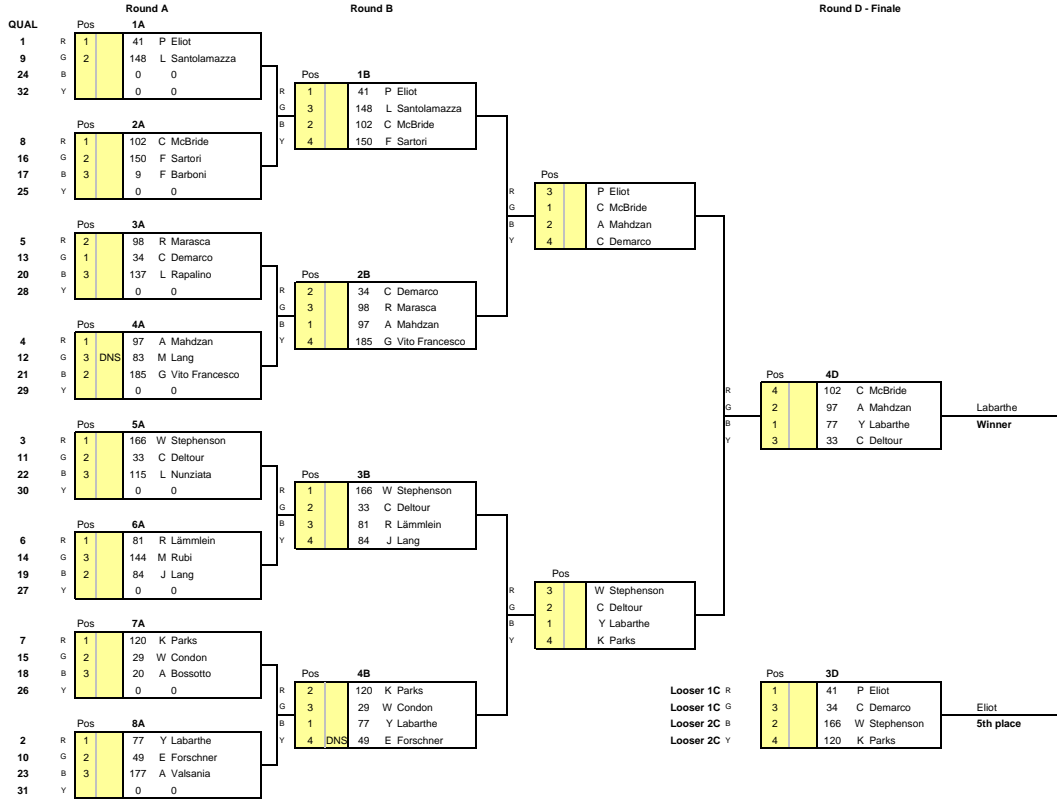 Round A Round B Round D - Finale
QUAL Pos 1A
1 R 1 41 P Eliot
9 G 2 148 L Santolamazza
24 B 0 0
32 Y 0 0
Pos 2A
8 R 1 102 C McBride
16 G 2 150 F Sartori
17 B 3 9 F Barboni
25 Y 0 0
Pos 3A
5 R 2 98 R Marasca
13 G 1 34 C Demarco
20 B 3 137 L Rapalino
28 Y 0 0
Pos 4A
4 R 1 97 A Mahdzan
12 G 3 DNS 83 M Lang
21 B 2 185 G Vito Francesco
29 Y 0 0
Pos 5A
3 R 1 166 W Stephenson
11 G 2 33 C Deltour
22 B 3 115 L Nunziata
30 Y 0 0
Pos 6A
6 R 1 81 R Lämmlein
14 G 3 144 M Rubi
19 B 2 84 J Lang
27 Y 0 0
Pos 7A
7 R 1 120 K Parks
15 G 2 29 W Condon
18 B 3 20 A Bossotto
26 Y 0 0
Pos 8A
2 R 1 77 Y Labarthe
10 G 2 49 E Forschner
23 B 3 177 A Valsania
31 Y 0 0
Pos 1B
R 1 41 P Eliot
G 3 148 L Santolamazza
B 2 102 C McBride
Y 4 150 F Sartori
Pos 2B
R 2 34 C Demarco
G 3 98 R Marasca
B 1 97 A Mahdzan
Y 4 185 G Vito Francesco
Pos 3B
R 1 166 W Stephenson
G 2 33 C Deltour
B 3 81 R Lämmlein
Y 4 84 J Lang
Pos 4B
R 2 120 K Parks
G 3 29 W Condon
B 1 77 Y Labarthe
Y 4 DNS 49 E Forschner
R 3 P Eliot
G 1 C McBride
B 2 A Mahdzan
Y 4 C Demarco
Pos
R 3 W Stephenson
G 2 C Deltour
B 1 Y Labarthe
Y 4 K Parks
Pos 4D
R 4 102 C McBride
G 2 97 A Mahdzan
B 1 77 Y Labarthe
Y 3 33 C Deltour
Labarthe
Winner
Pos 3D
Looser 1C R 1 41 P Eliot
Looser 1C G 3 34 C Demarco
Looser 2C B 2 166 W Stephenson
Looser 2C Y 4 120 K Parks
Eliot
5th place